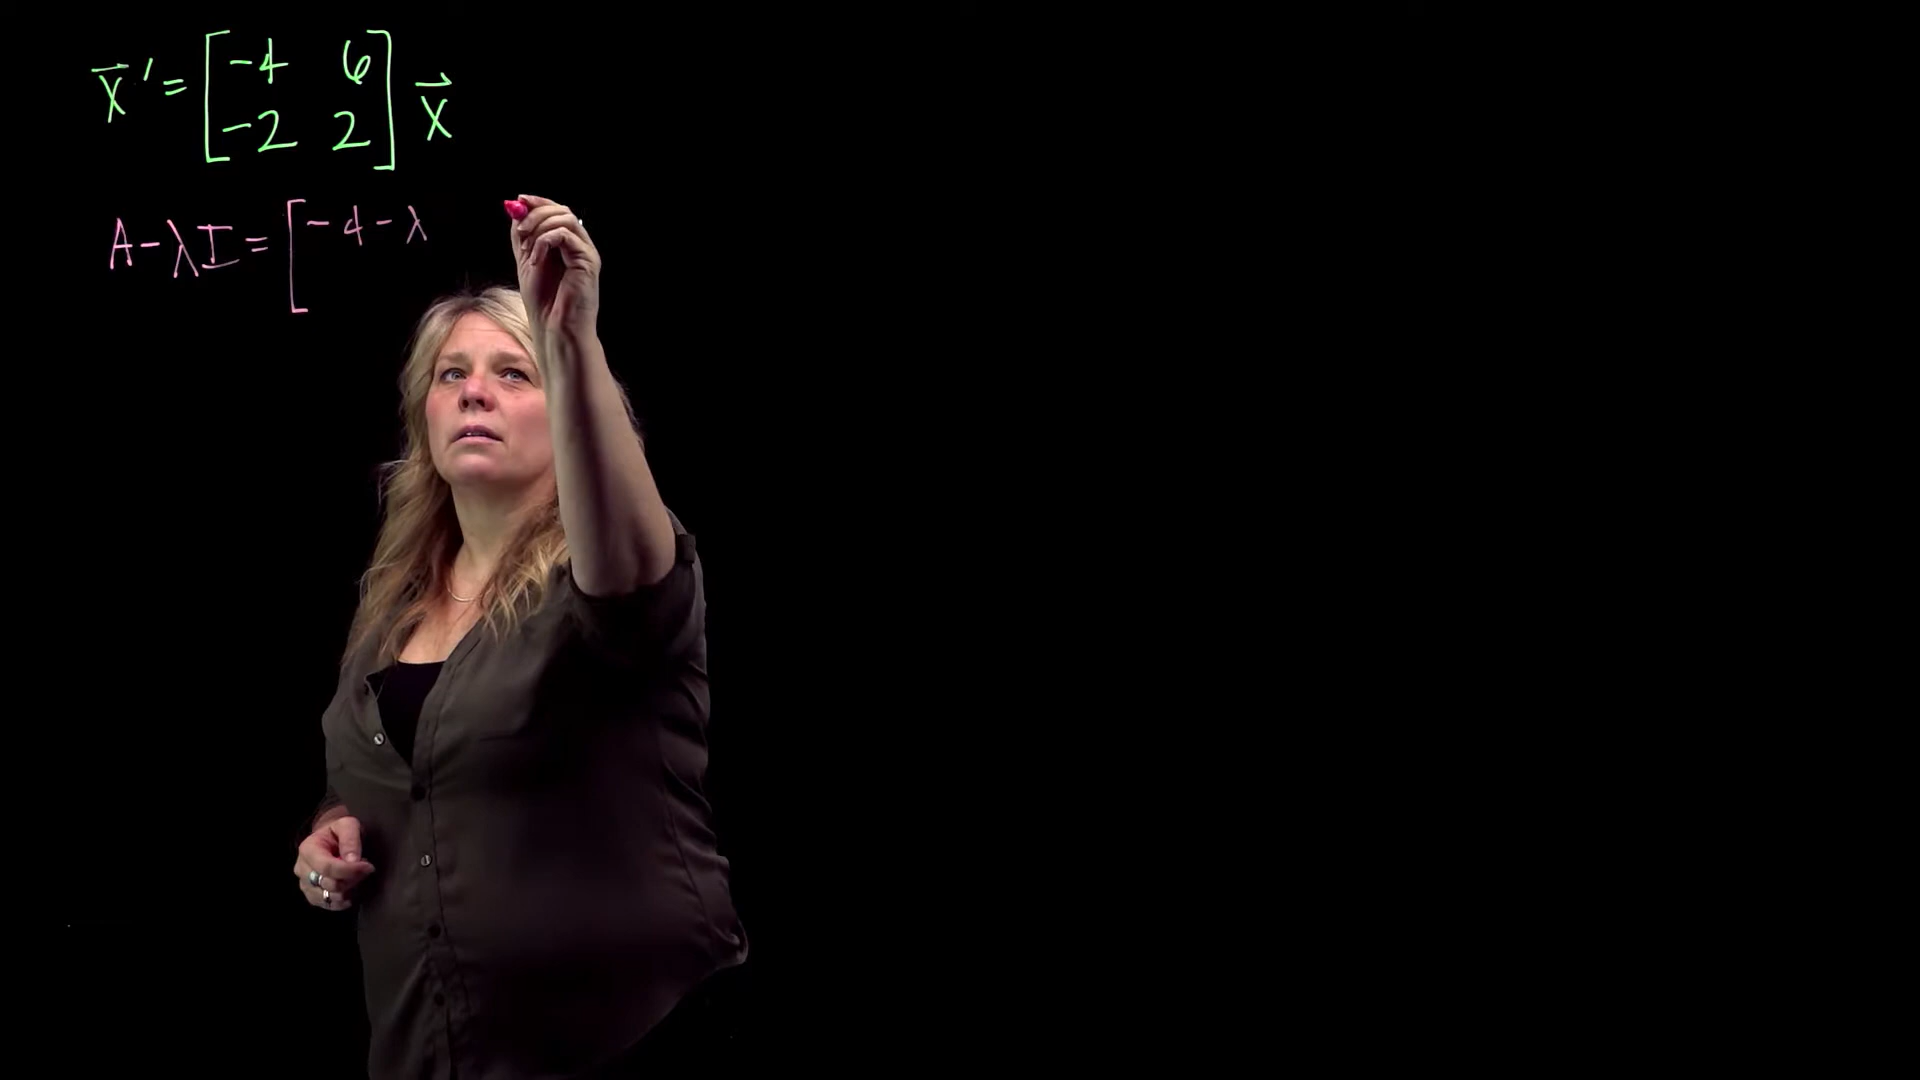 x⃗' = [-4 6
-2 2] x⃗
A - λI = [-4 - λ